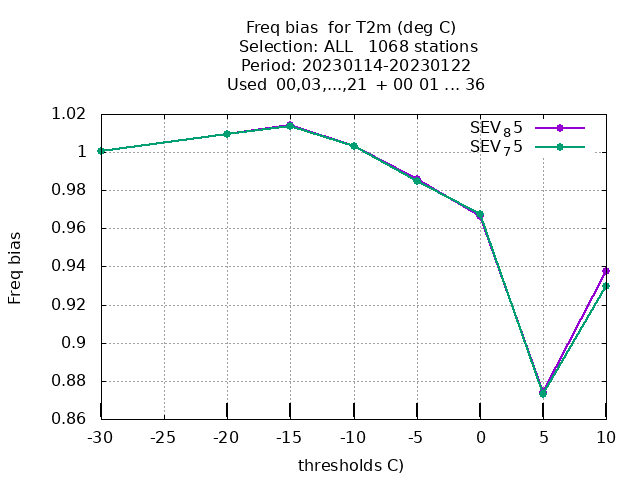 Freq bias  for T2m (deg C)
Selection: ALL   1068 stations
Period: 20230114-20230122
Used  00,03,...,21  + 00 01 ... 36
SEV85
SEV75
1.02
1
0.98
0.96
0.94
0.92
0.9
0.88
0.86
Freq bias
-30 -25 -20 -15 -10 -5 0 5 10
thresholds C)